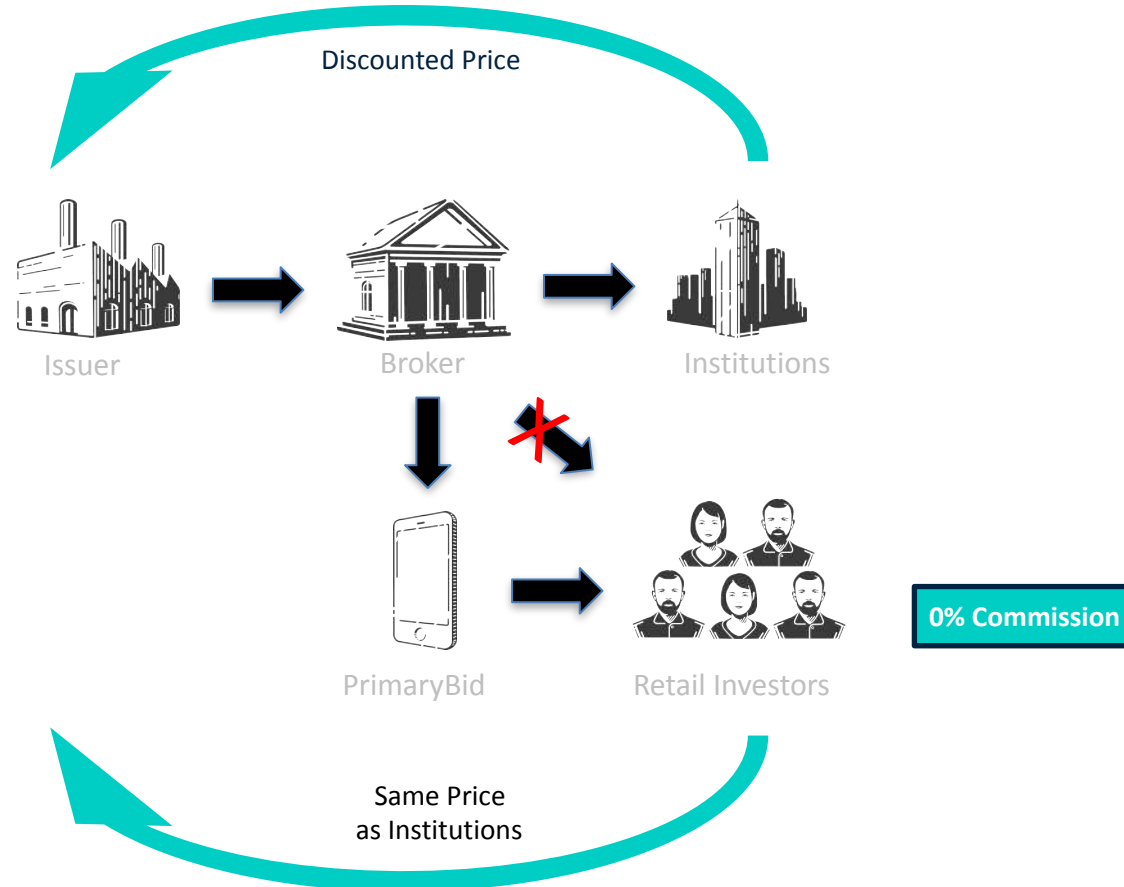 Discounted Price
Issuer
Broker
Institutions
PrimaryBid
Retail Investors
0% Commission
Same Price
as Institutions